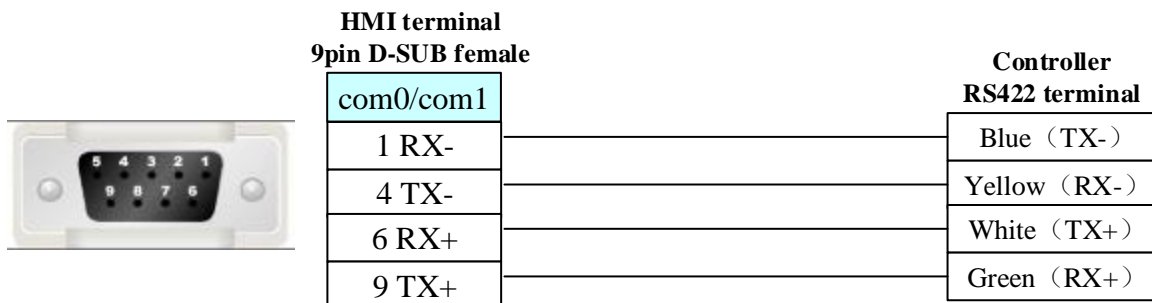 HMI terminal
9pin D-SUB female
com0/com1
1 RX-
4 TX-
6 RX+
9 TX+
Controller
RS422 terminal
Blue（TX-）
Yellow（RX-）
White（TX+）
Green（RX+）
5 4 3 2 1
9 8 7 6